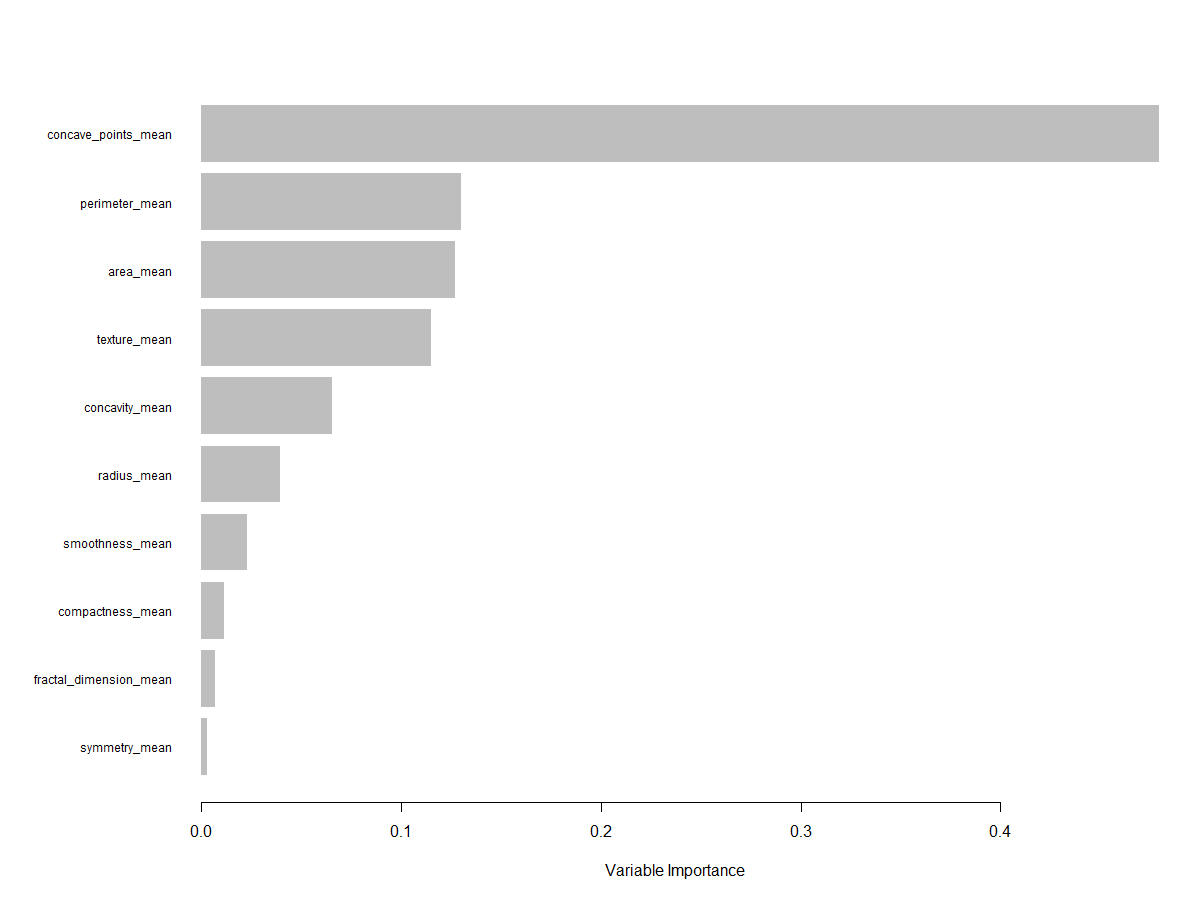 concave_points_mean
perimeter_mean
area_mean
texture_mean
concavity_mean
radius_mean
smoothness_mean
compactness_mean
fractal_dimension_mean
symmetry_mean
0.0 0.1 0.2 0.3 0.4
Variable Importance